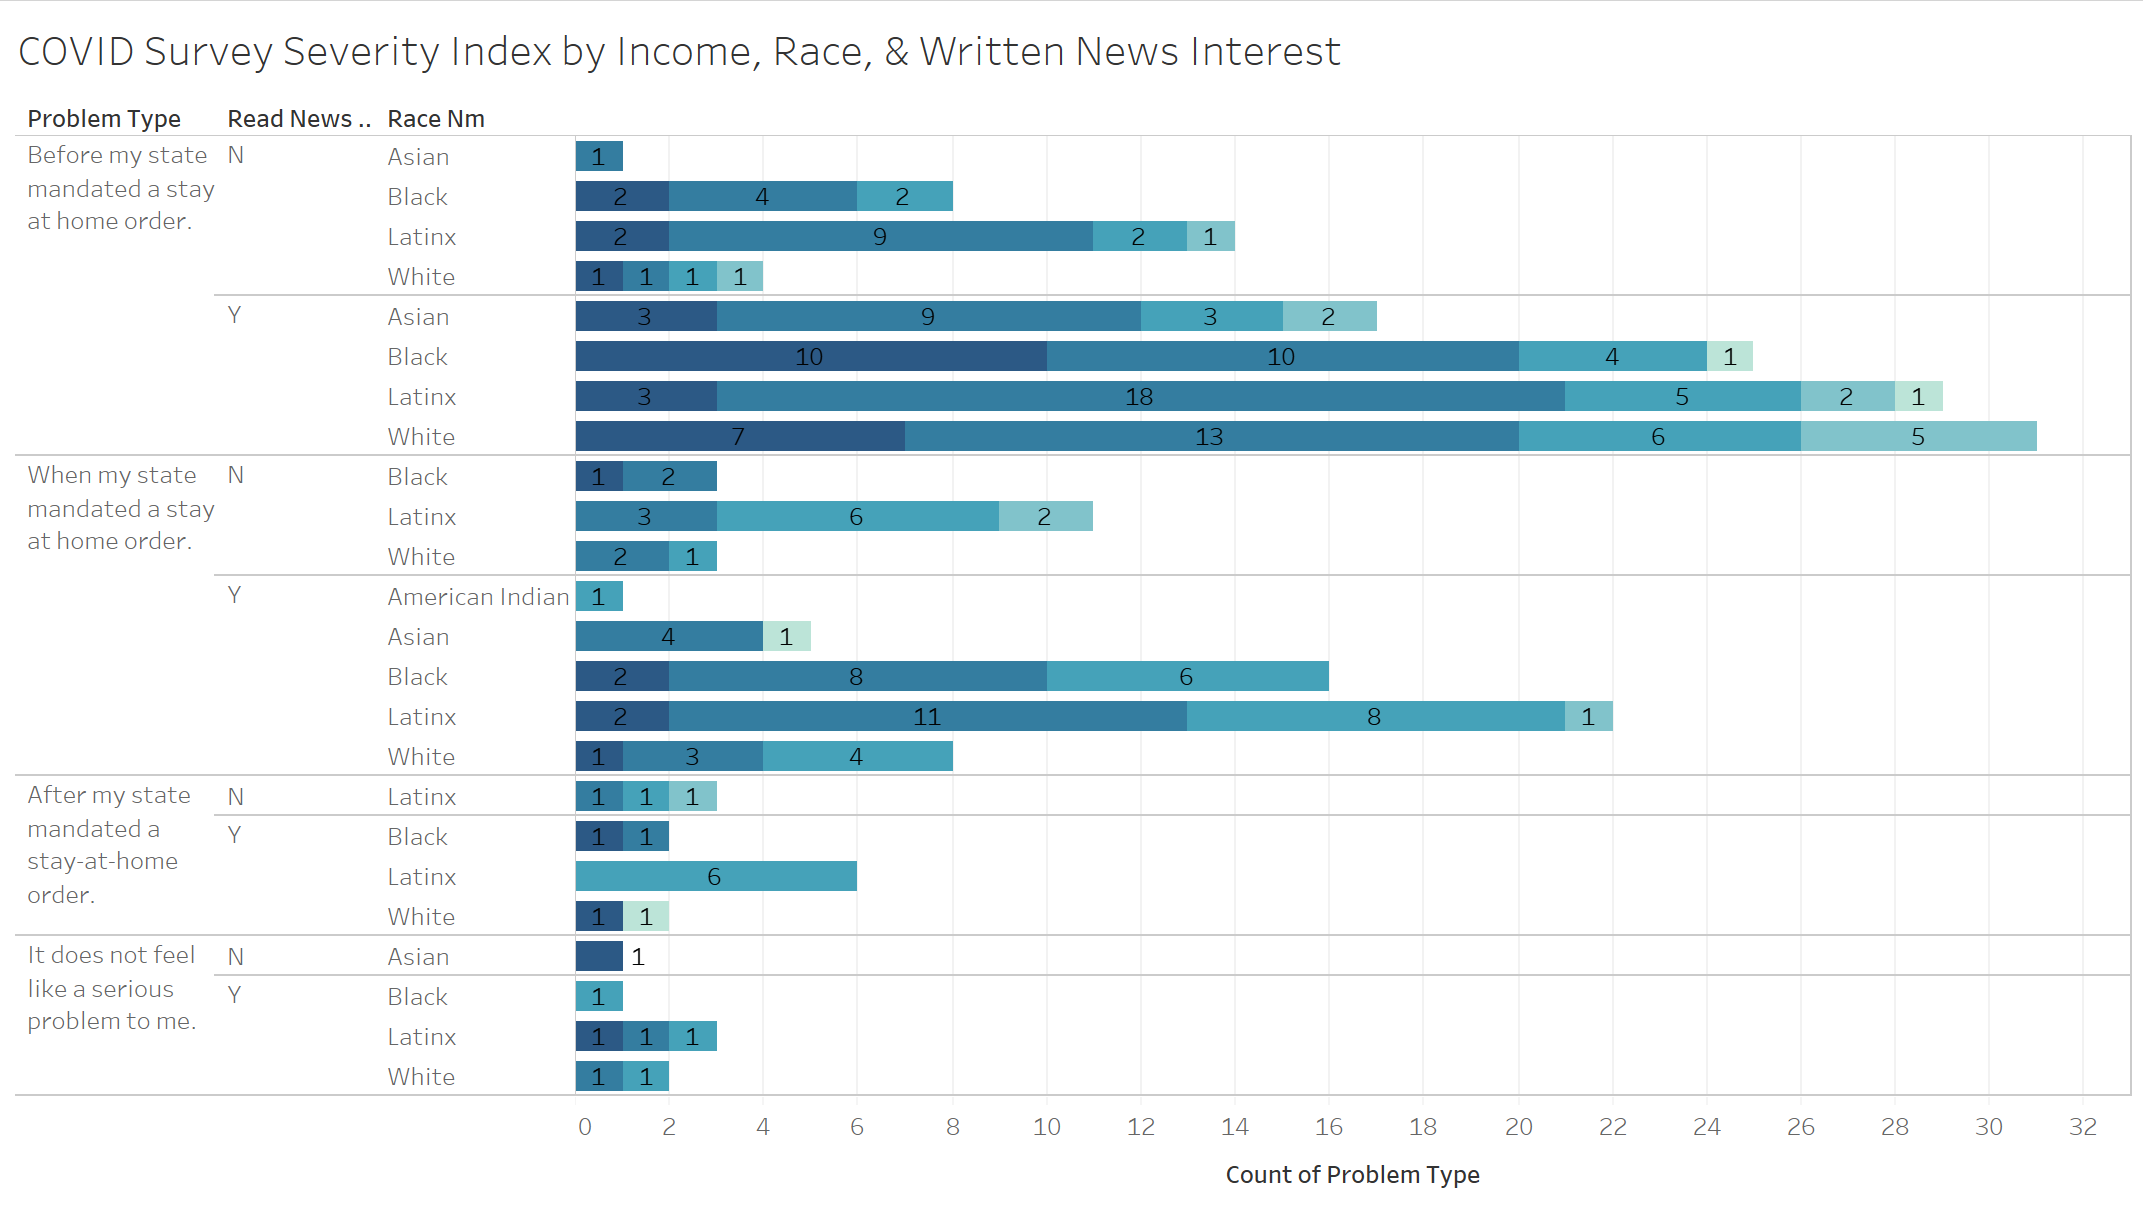 COVID Survey Severity Index by Income, Race, & Written News Interest
Problem Type Read News .. Race Nm
Before my state mandated a stay at home order. N Asian 1
Black 2 4 2
Latinx 2 9 2 1
White 1 1 1 1
Y Asian 3 9 3 2
Black 10 10 4 1
Latinx 3 18 5 2 1
White 7 13 6 5
When my state mandated a stay at home order. N Black 1 2
Latinx 3 6 2
White 2 1
Y American Indian 1
Asian 4 1
Black 2 8 6
Latinx 2 11 8 1
White 1 3 4
After my state mandated a stay-at-home order. N Latinx 1 1 1
Y Black 1 1
Latinx 6
White 1 1
It does not feel like a serious problem to me. N Asian 1
Y Black 1
Latinx 1 1 1
White 1 1
0 2 4 6 8 10 12 14 16 18 20 22 24 26 28 30 32
Count of Problem Type